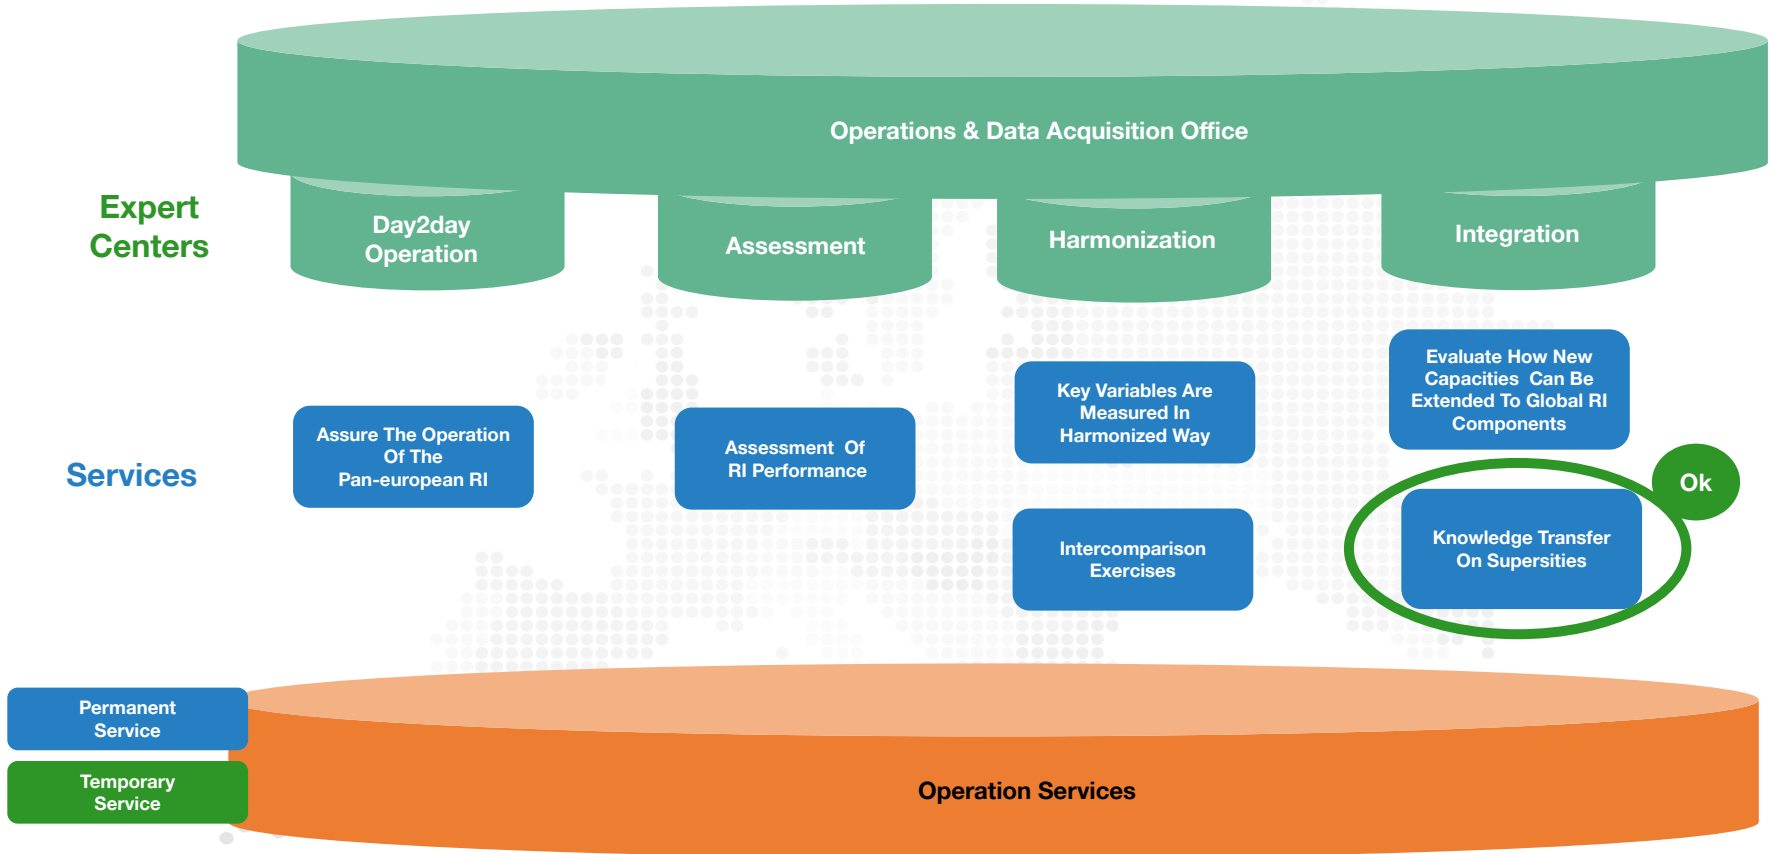 Operations & Data Acquisition Office
Expert
Centers
Day2day
Operation
Assessment
Harmonization
Integration
Services
Assure The Operation
Of The
Pan-european RI
Assessment Of
RI Performance
Key Variables Are
Measured In
Harmonized Way
Intercomparison
Exercises
Evaluate How New
Capacities Can Be
Extended To Global RI
Components
Ok
Knowledge Transfer
On Supersities
Permanent
Service
Temporary
Service
Operation Services